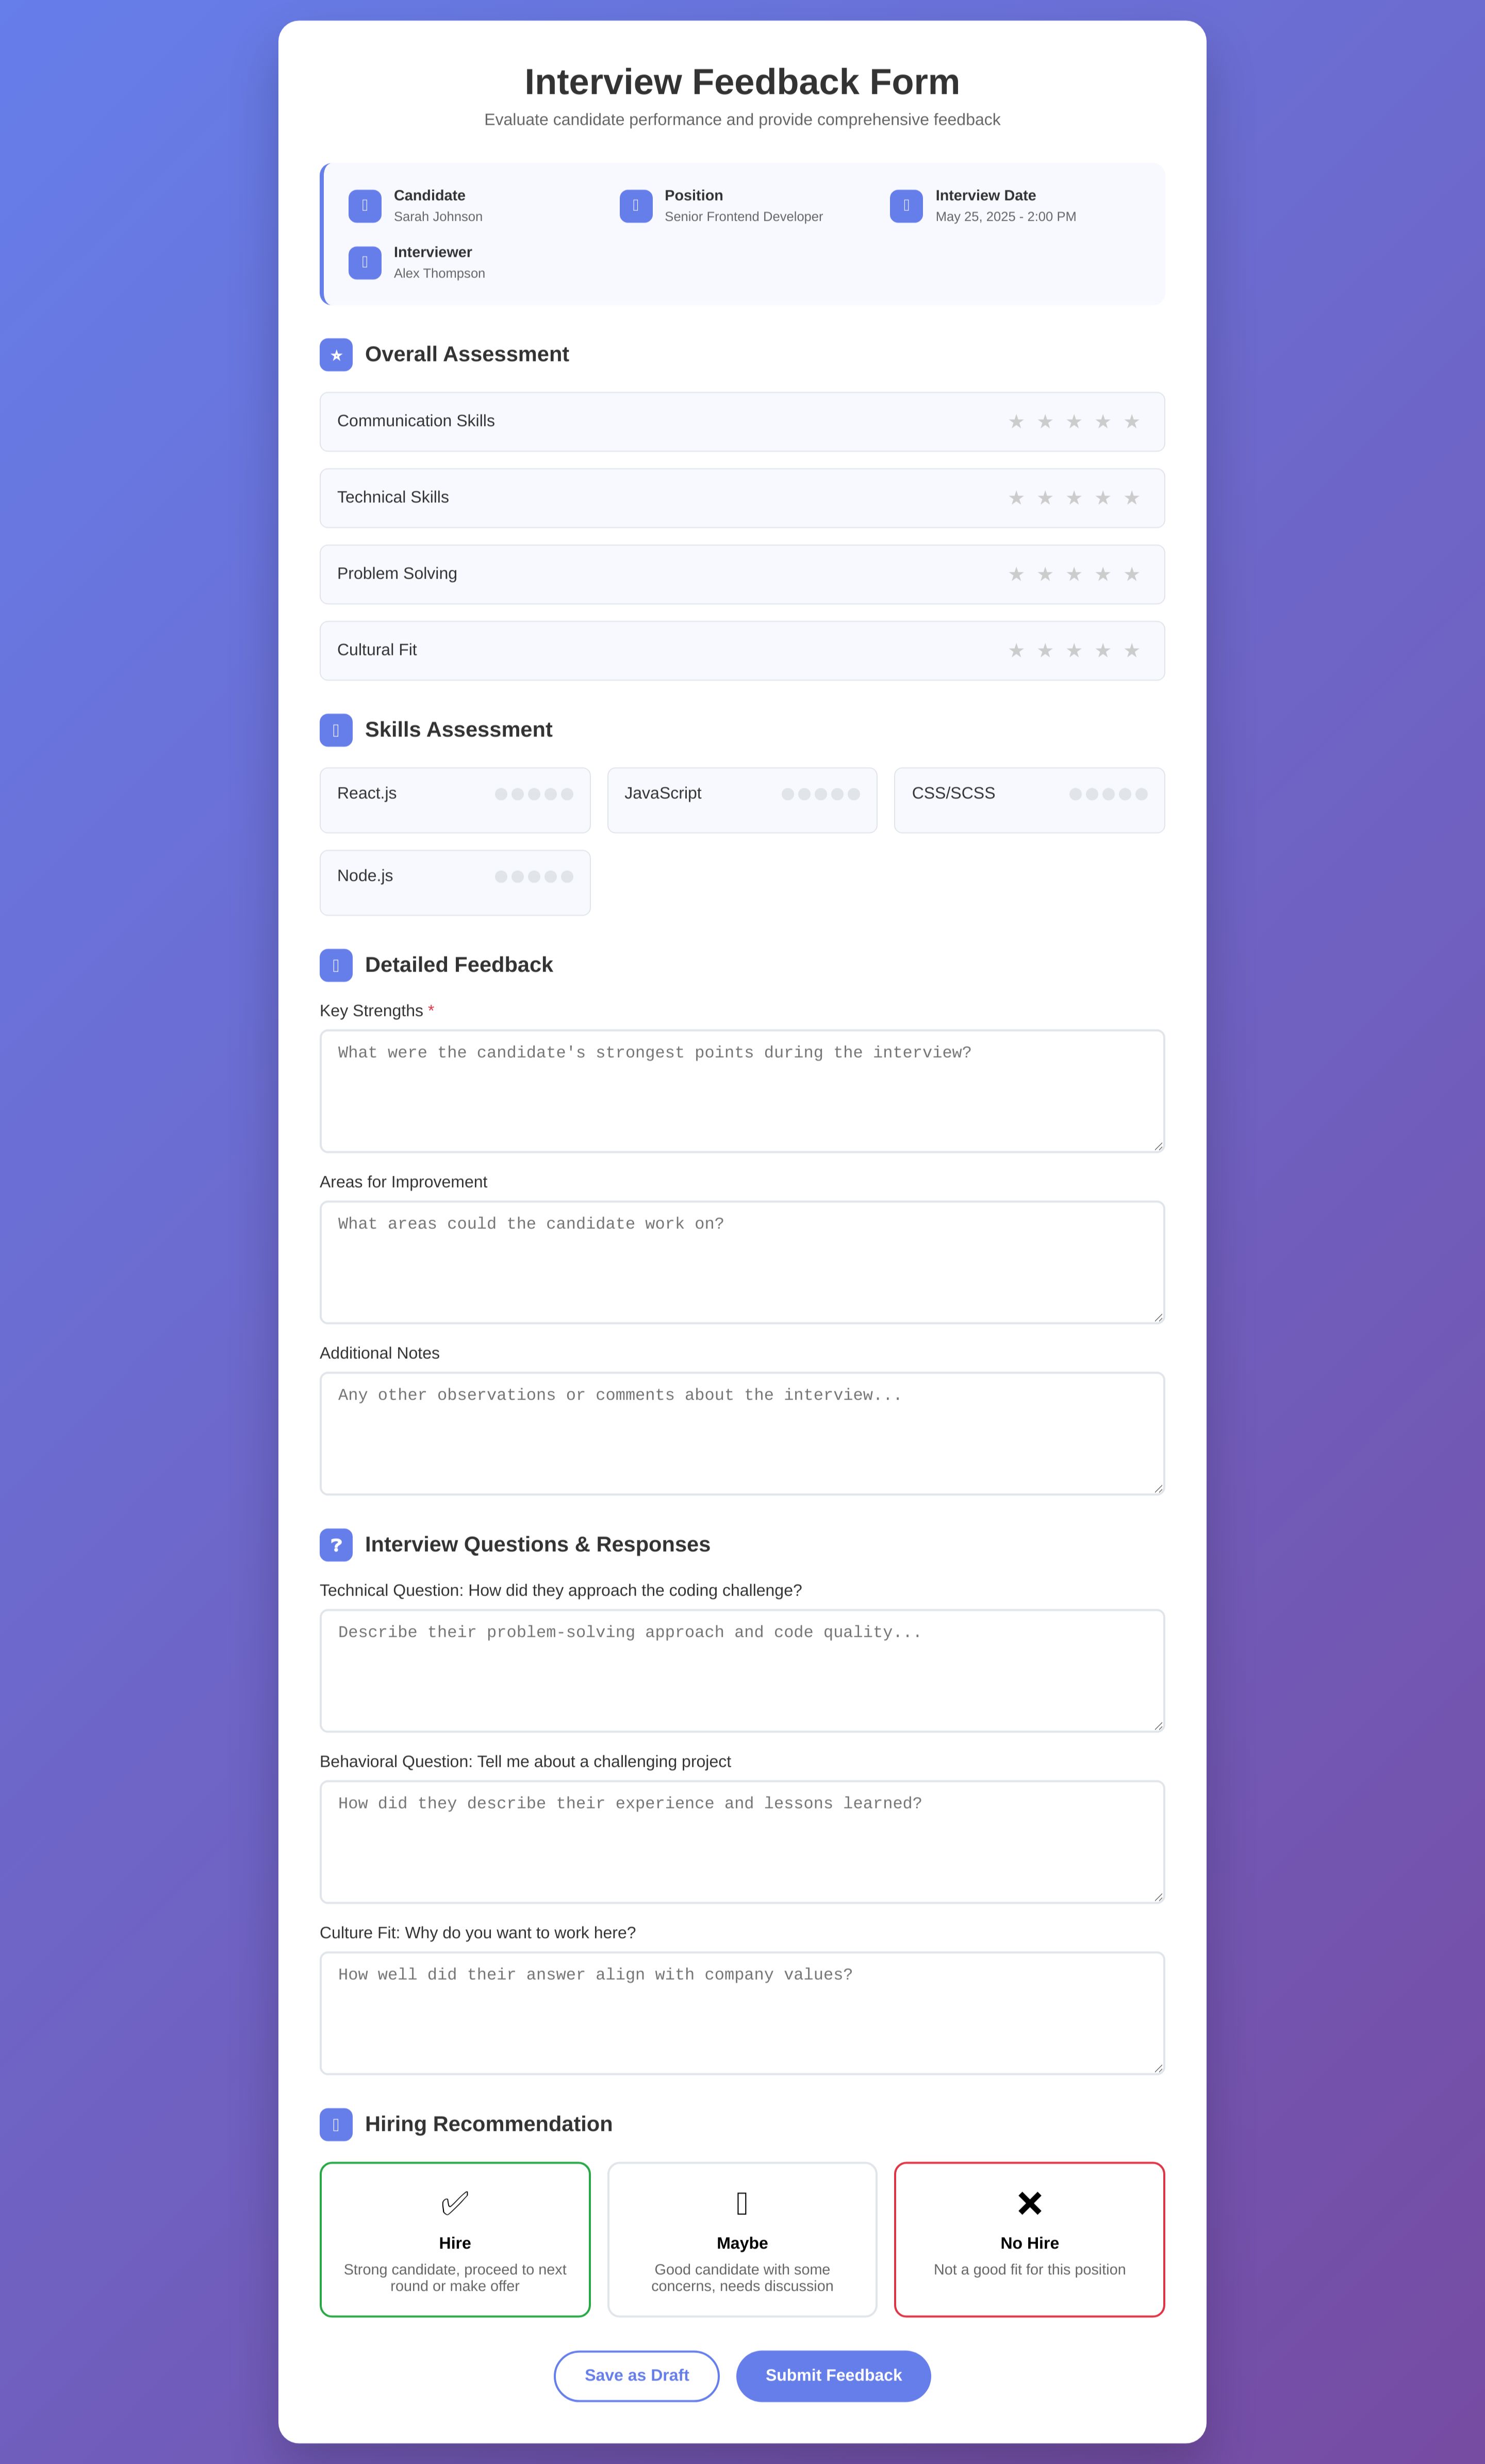 Interview Feedback Form
Evaluate candidate performance and provide comprehensive feedback
Candidate
Sarah Johnson
Position
Senior Frontend Developer
Interview Date
May 25, 2025 - 2:00 PM
Interviewer
Alex Thompson
Overall Assessment
Communication Skills
Technical Skills
Problem Solving
Cultural Fit
Skills Assessment
React.js
JavaScript
CSS/SCSS
Node.js
Detailed Feedback
Key Strengths *
What were the candidate's strongest points during the interview?
Areas for Improvement
What areas could the candidate work on?
Additional Notes
Any other observations or comments about the interview...
? Interview Questions & Responses
Technical Question: How did they approach the coding challenge?
Describe their problem-solving approach and code quality...
Behavioral Question: Tell me about a challenging project
How did they describe their experience and lessons learned?
Culture Fit: Why do you want to work here?
How well did their answer align with company values?
Hiring Recommendation
Hire
Strong candidate, proceed to next
round or make offer
Maybe
Good candidate with some
concerns, needs discussion
No Hire
Not a good fit for this position
Save as Draft
Submit Feedback